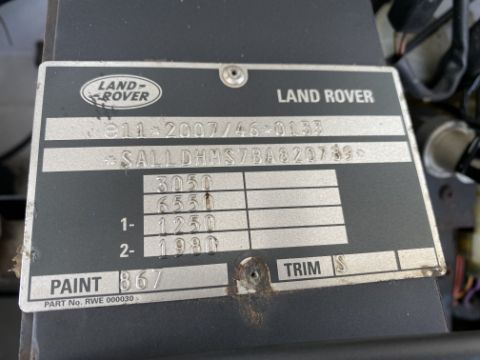 LAND-
-ROVER
LAND ROVER
e11*2007/46*0133
*SALLDHMS7BA820789*
3050
6550
1- 1250
2- 1980
PAINT 867 TRIM S
PART No. RWE 000030